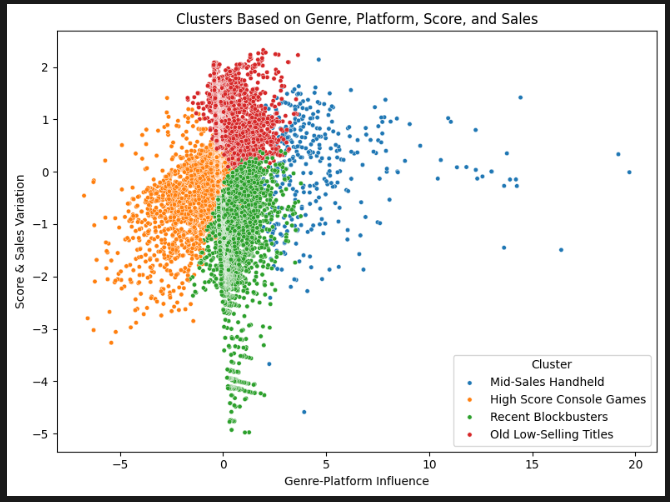 Clusters Based on Genre, Platform, Score, and Sales
Score & Sales Variation
2
1
0
−1
−2
−3
−4
−5
Cluster
Mid-Sales Handheld
High Score Console Games
Recent Blockbusters
Old Low-Selling Titles
−5 0 5 10 15 20
Genre-Platform Influence